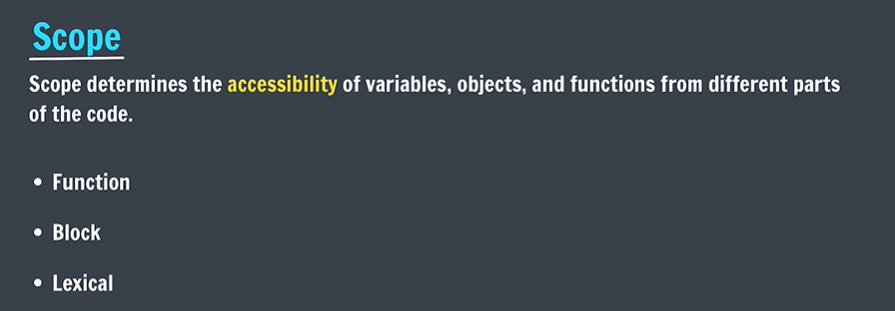 Scope
Scope determines the accessibility of variables, objects, and functions from different parts
of the code.
• Function
• Block
• Lexical